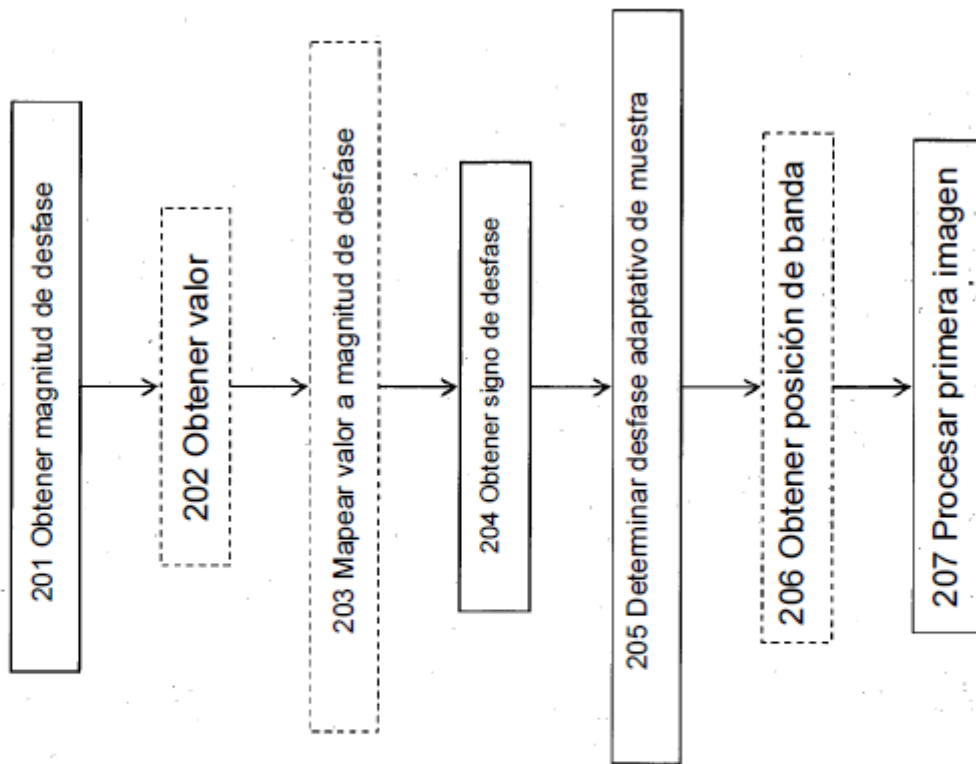 201 Obtener magnitud de desfase
202 Obtener valor
203 Mapear valor a magnitud de desfase
204 Obtener signo de desfase
205 Determinar desfase adaptativo de muestra
206 Obtener posición de banda
207 Procesar primera imagen